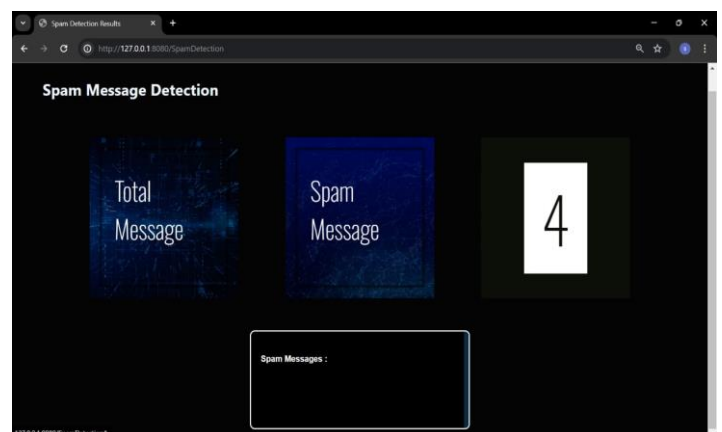 Spam Detection Results
http://127.0.0.1:8080/SpamDetection
Spam Message Detection
Total
Message
Spam
Message
4
Spam Messages :